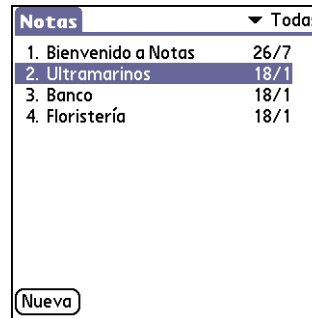 Notas Todas
1. Bienvenido a Notas 26/7
2. Ultramarinos 18/1
3. Banco 18/1
4. Floristería 18/1
Nueva